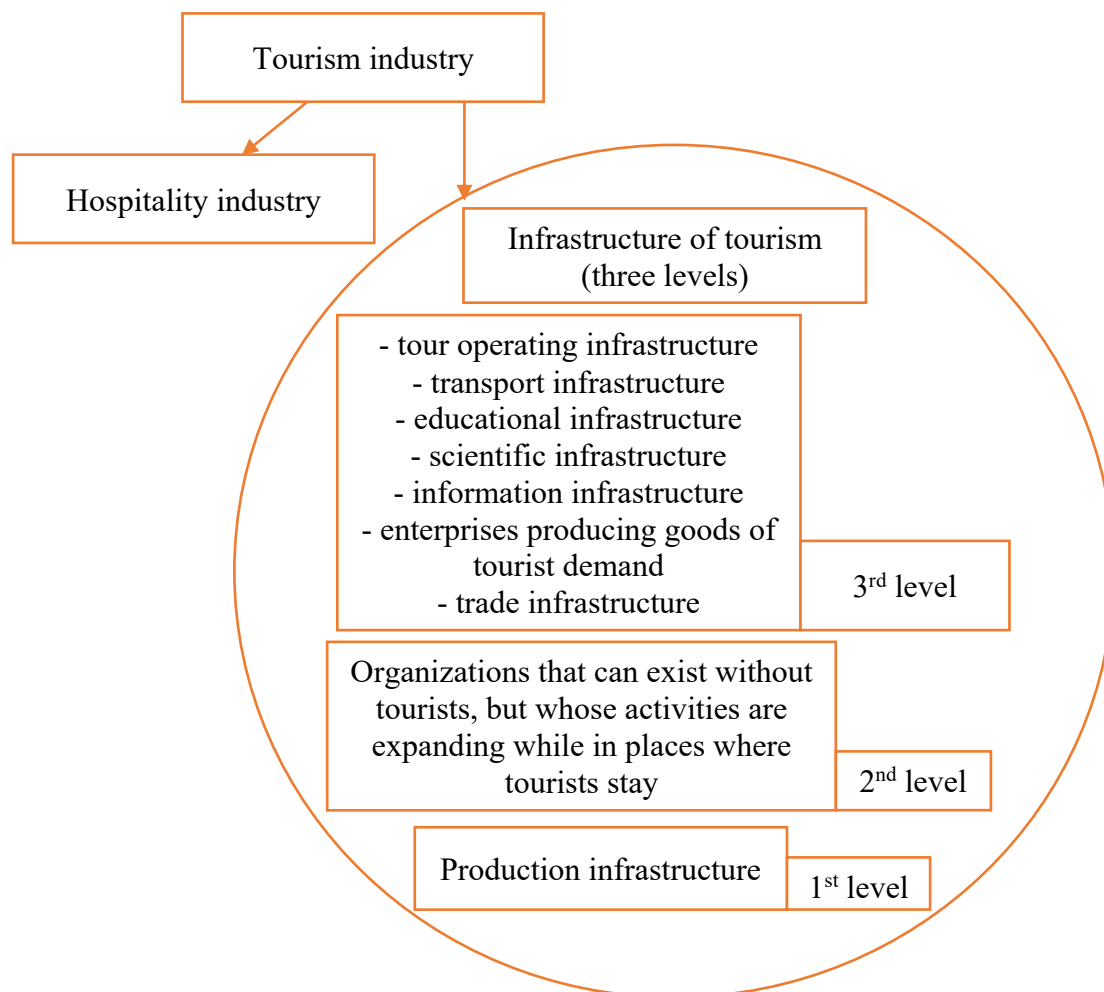 Tourism industry
Hospitality industry
Infrastructure of tourism
(three levels)
- tour operating infrastructure
- transport infrastructure
- educational infrastructure
- scientific infrastructure
- information infrastructure
- enterprises producing goods of
tourist demand
- trade infrastructure
3rd level
Organizations that can exist without
tourists, but whose activities are
expanding while in places where
tourists stay
2nd level
Production infrastructure
1st level